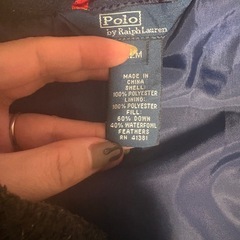 Polo
by Ralph Lauren
MADE IN
CHINA
SHELL:
100% POLYESTER
LINING:
100% POLYESTER
FILL:
60% DOWN
40% WATERFOWL
FEATHERS
RN 41381